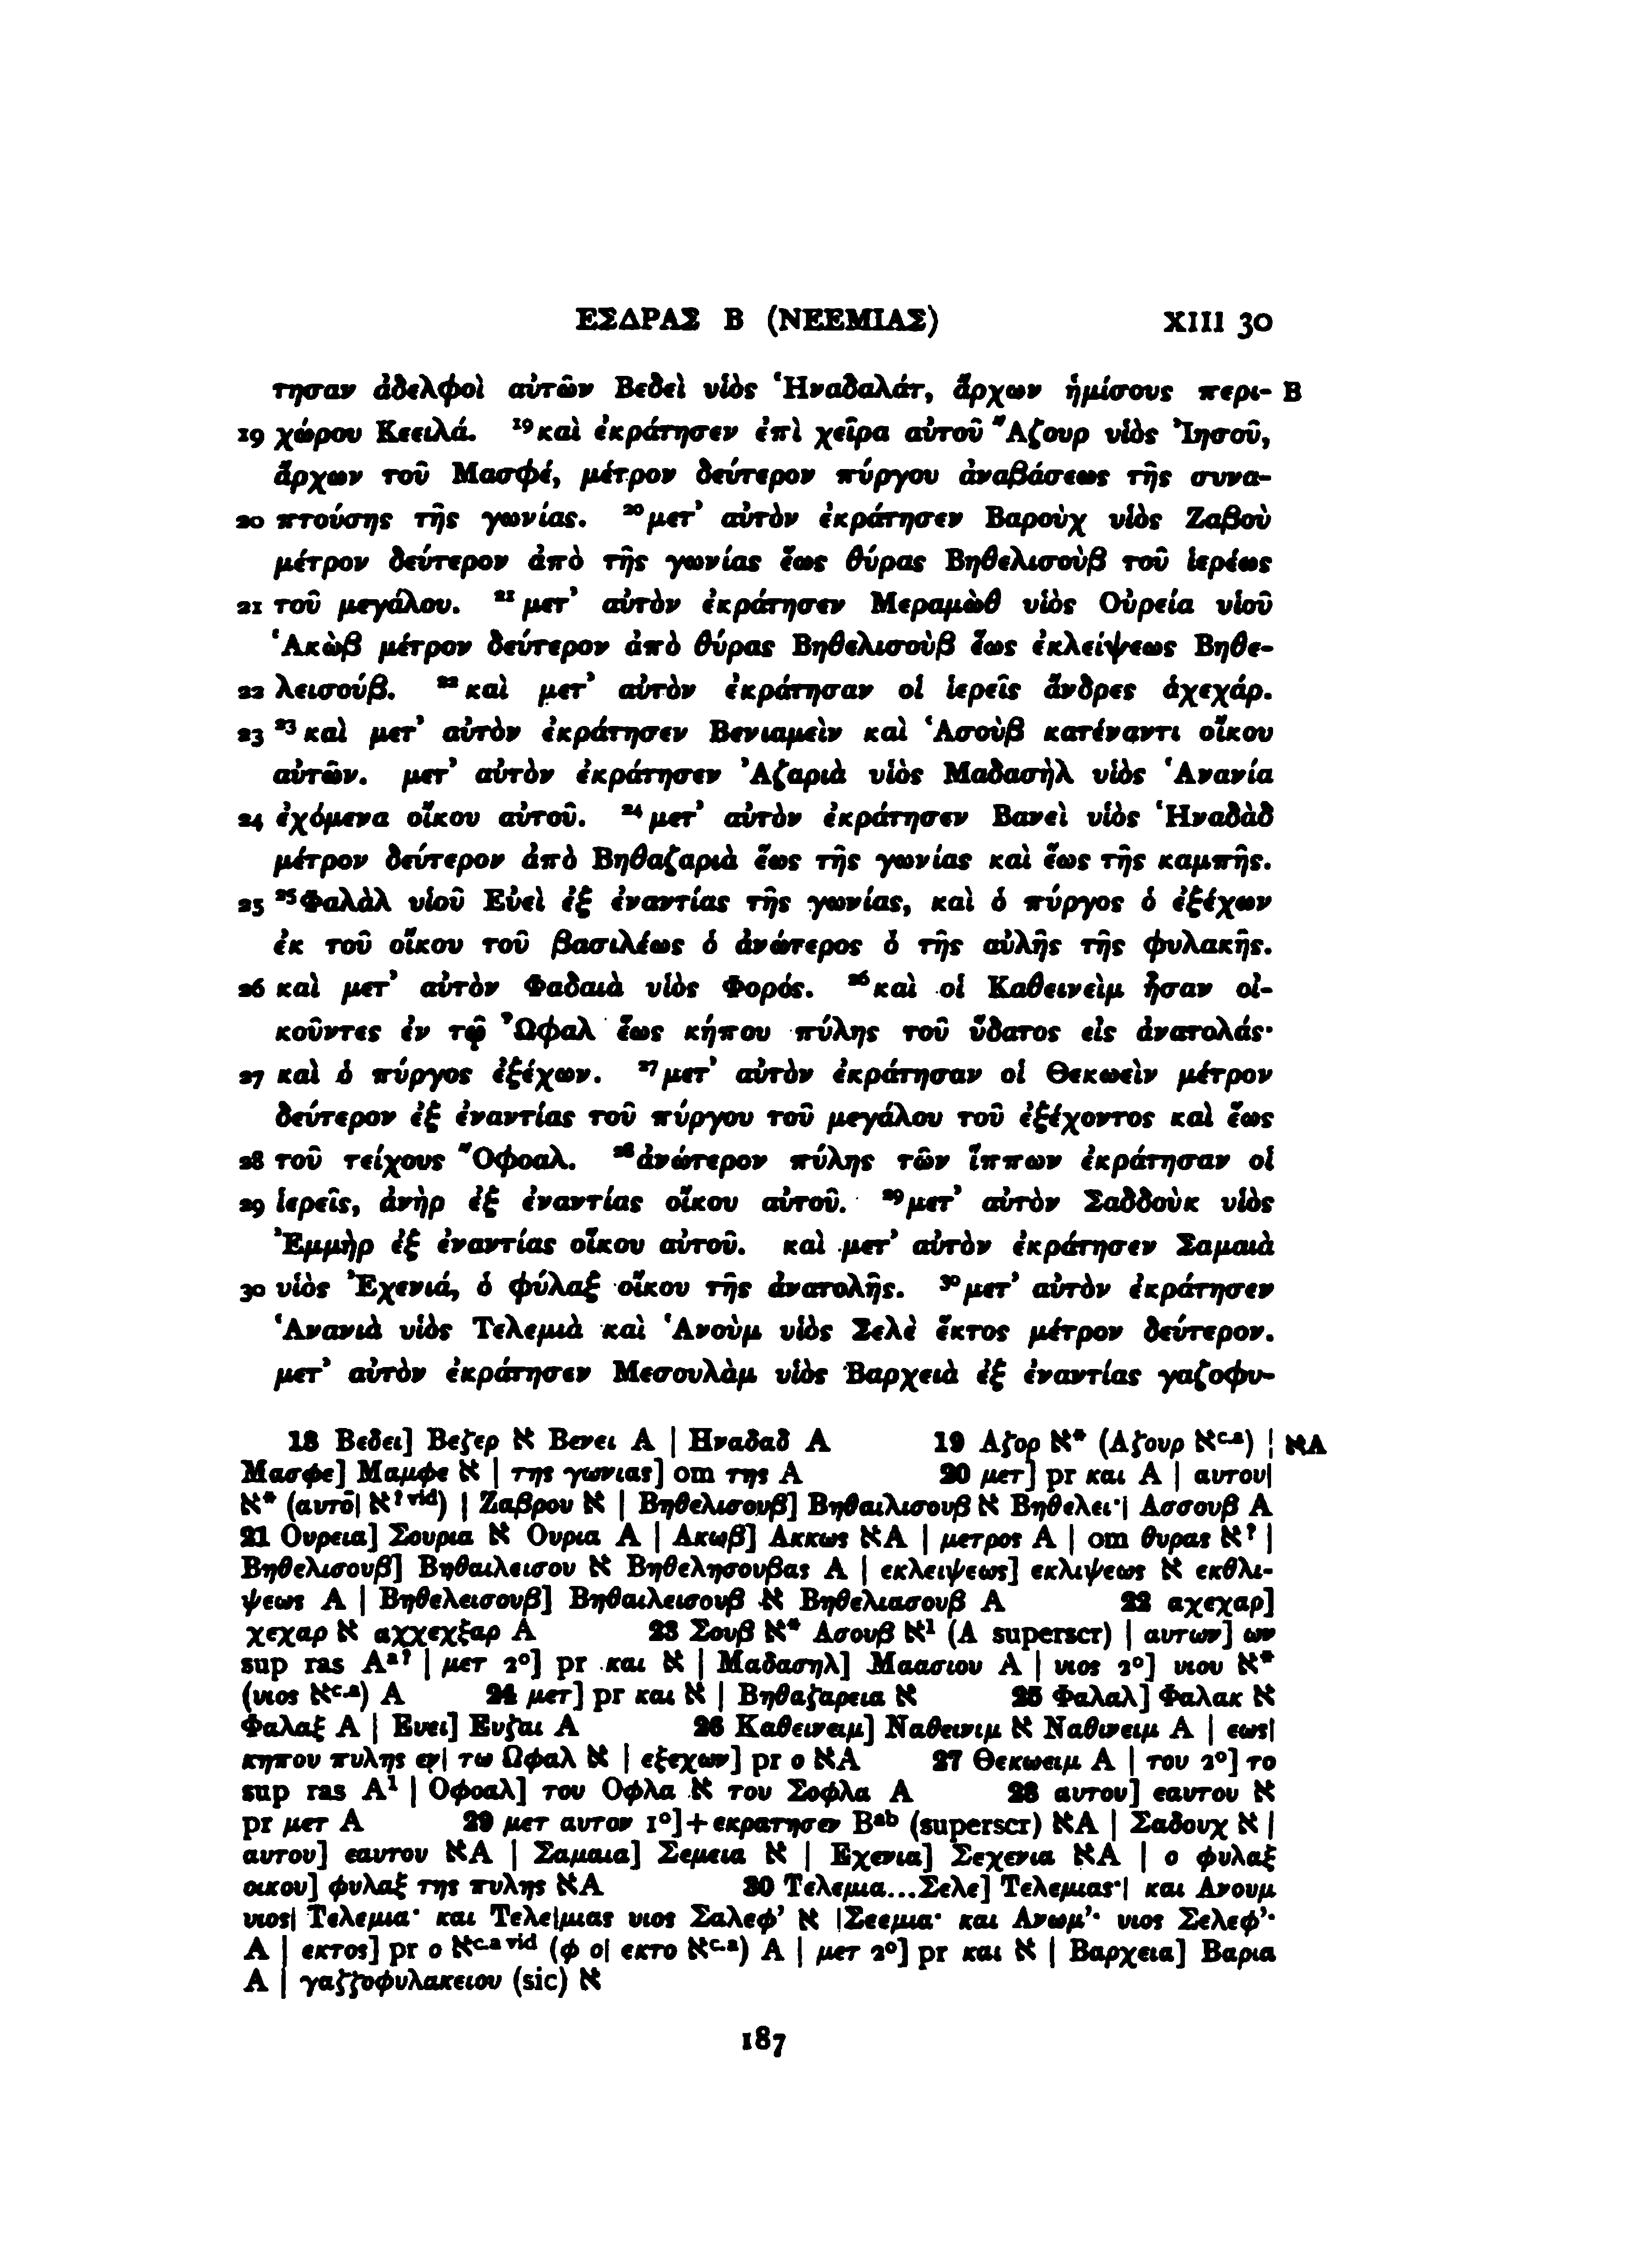 ΕΣΔΡΑΣ Β (ΝΕΕΜΙΑΣ) XIII 30
τησαν ἀδελφοὶ αὐτῶν Βεδεὶ υἱὸς Ἡναδαλάτ, ἄρχων ἡμίσους περι- B
19 χώρου Κεειλά. ¹⁹καὶ ἐκράτησεν ἐπὶ χεῖρα αὐτοῦ Ἄζουρ υἱὸς Ἰησοῦ,
ἄρχων τοῦ Μασφέ, μέτρον δεύτερον πύργου ἀναβάσεως τῆς συνα-
20 πτούσης τῆς γωνίας. ²⁰μετ’ αὐτὸν ἐκράτησεν Βαροὺχ υἱὸς Ζαβοὺ
μέτρον δεύτερον ἀπὸ τῆς γωνίας ἕως θύρας Βηθελισοὺβ τοῦ ἱερέως
21 τοῦ μεγάλου. ²¹μετ’ αὐτὸν ἐκράτησεν Μεραμὼθ υἱὸς Οὐρεία υἱοῦ
Ἁκὼβ μέτρον δεύτερον ἀπὸ θύρας Βηθελισοὺβ ἕως ἐκλείψεως Βηθε-
22 λεισούβ. ²²καὶ μετ’ αὐτὸν ἐκράτησαν οἱ ἱερεῖς ἄνδρες ἁχεχάρ.
23 ²³καὶ μετ’ αὐτὸν ἐκράτησεν Βενιαμεὶν καὶ Ἁσοὺβ κατέναντι οἴκου
αὐτῶν. μετ’ αὐτὸν ἐκράτησεν Ἀζαριὰ υἱὸς Μαδασὴλ υἱὸς Ἁνανία
24 ἐχόμενα οἴκου αὐτοῦ. ²⁴μετ’ αὐτὸν ἐκράτησεν Βανεὶ υἱὸς Ἡναδὰδ
μέτρον δεύτερον ἀπὸ Βηθαζαριὰ ἕως τῆς γωνίας καὶ ἕως τῆς καμπῆς.
25 ²⁵Φαλὰλ υἱοῦ Εὐεὶ ἐξ ἐναντίας τῆς γωνίας, καὶ ὁ πύργος ὁ ἐξέχων
ἐκ τοῦ οἴκου τοῦ βασιλέως ὁ ἀνώτερος ὁ τῆς αὐλῆς τῆς φυλακῆς.
26 καὶ μετ’ αὐτὸν Φαδαιὰ υἱὸς Φορός. ²⁶καὶ οἱ Καθεινεὶμ ἦσαν οἰ-
κοῦντες ἐν τῷ Ὦφαλ ἕως κήπου πύλης τοῦ ὕδατος εἰς ἀνατολάς·
27 καὶ ὁ πύργος ἐξέχων. ²⁷μετ’ αὐτὸν ἐκράτησαν οἱ Θεκωεὶν μέτρον
δεύτερον ἐξ ἐναντίας τοῦ πύργου τοῦ μεγάλου τοῦ ἐξέχοντος καὶ ἕως
28 τοῦ τείχους Ὄφοαλ. ²⁸ἀνώτερον πύλης τῶν ἵππων ἐκράτησαν οἱ
29 ἱερεῖς, ἀνὴρ ἐξ ἐναντίας οἴκου αὐτοῦ. ²⁹μετ’ αὐτὸν Σαδδοὺκ υἱὸς
Ἐμμὴρ ἐξ ἐναντίας οἴκου αὐτοῦ. καὶ μετ’ αὐτὸν ἐκράτησεν Σαμαιὰ
30 υἱὸς Ἐχενιά, ὁ φύλαξ οἴκου τῆς ἀνατολῆς. ³⁰μετ’ αὐτὸν ἐκράτησεν
Ἁνανιὰ υἱὸς Τελεμιὰ καὶ Ἁνοὺμ υἱὸς Σελὲ ἕκτος μέτρον δεύτερον.
μετ’ αὐτὸν ἐκράτησεν Μεσουλὰμ υἱὸς Βαρχειὰ ἐξ ἐναντίας γαζοφυ-
18 Βεδει] Βεζερ א Βενει A | Ηναδαδ A 19 Αζορ א* (Αζουρ אᶜ·ᵃ) | אA
Μασφε] Μαμφε א | της γωνιας] om της A 20 μετ] pr και A | αυτου|
א* (αυτο̄| א?ᵛⁱᵈ) | Ζαβρου א | Βηθελισουβ] Βηθαιλισουβ א Βηθελει·| Ασσουβ A
21 Ουρεια] Σουρια א Ουρια A | Ακωβ] Ακκως אA | μετρος A | om θυρας א? |
Βηθελισουβ] Βηθαιλεισου א Βηθελησουβας A | εκλειψεως] εκλιψεως א εκθλι-
ψεως A | Βηθελεισουβ] Βηθαιλεισουβ א Βηθελιασουβ A 22 αχεχαρ]
χεχαρ א αχχεχξαρ A 23 Σουβ א* Ασουβ א¹ (A superscr) | αυτων] ων
sup ras Aᵃ? | μετ 2°] pr και א | Μαδασηλ] Μαασιου A | υιος 2°] υιου א*
(υιος אᶜ·ᵃ) A 24 μετ] pr και א | Βηθαζαρεια א 25 Φαλαλ] Φαλακ א
Φαλαξ A | Ευει] Ευζαι A 26 Καθεινειμ] Ναθεινιμ א Ναθινειμ A | εως|
κηπου πυλης εν| τω Ωφαλ א | εξεχων] pr ο אA 27 Θεκωειμ A | του 2°] το
sup ras A¹ | Οφοαλ] του Οφλα א του Σοφλα A 28 αυτου] εαυτου א
pr μετ A 29 μετ αυτον 1°]+εκρατησεν Bᵃᵇ (superscr) אA | Σαδουχ א |
αυτου] εαυτου אA | Σαμαια] Σεμεια א | Εχενια] Σεχενια אA | ο φυλαξ
οικου] φυλαξ της πυλης אA 30 Τελεμια...Σελε] Τελεμιας·| και Ανουμ
υιος| Τελεμια· και Τελε|μιας υιος Σαλεφ’ א |Σεεμια· και Ανωμ’· υιος Σελεφ’·
A | εκτος] pr ο אᶜ·ᵃ ᵛⁱᵈ (φ ο| εκτο אᶜ·ᵃ) A | μετ 2°] pr και א | Βαρχεια] Βαρια
A | γαζζοφυλακειου (sic) א
187